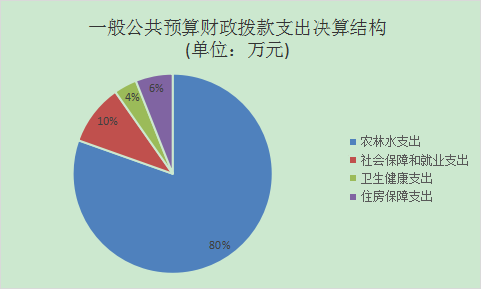 一般公共预算财政拨款支出决算结构
(单位：万元)
6%
4%
10%
80%
农林水支出
社会保障和就业支出
卫生健康支出
住房保障支出